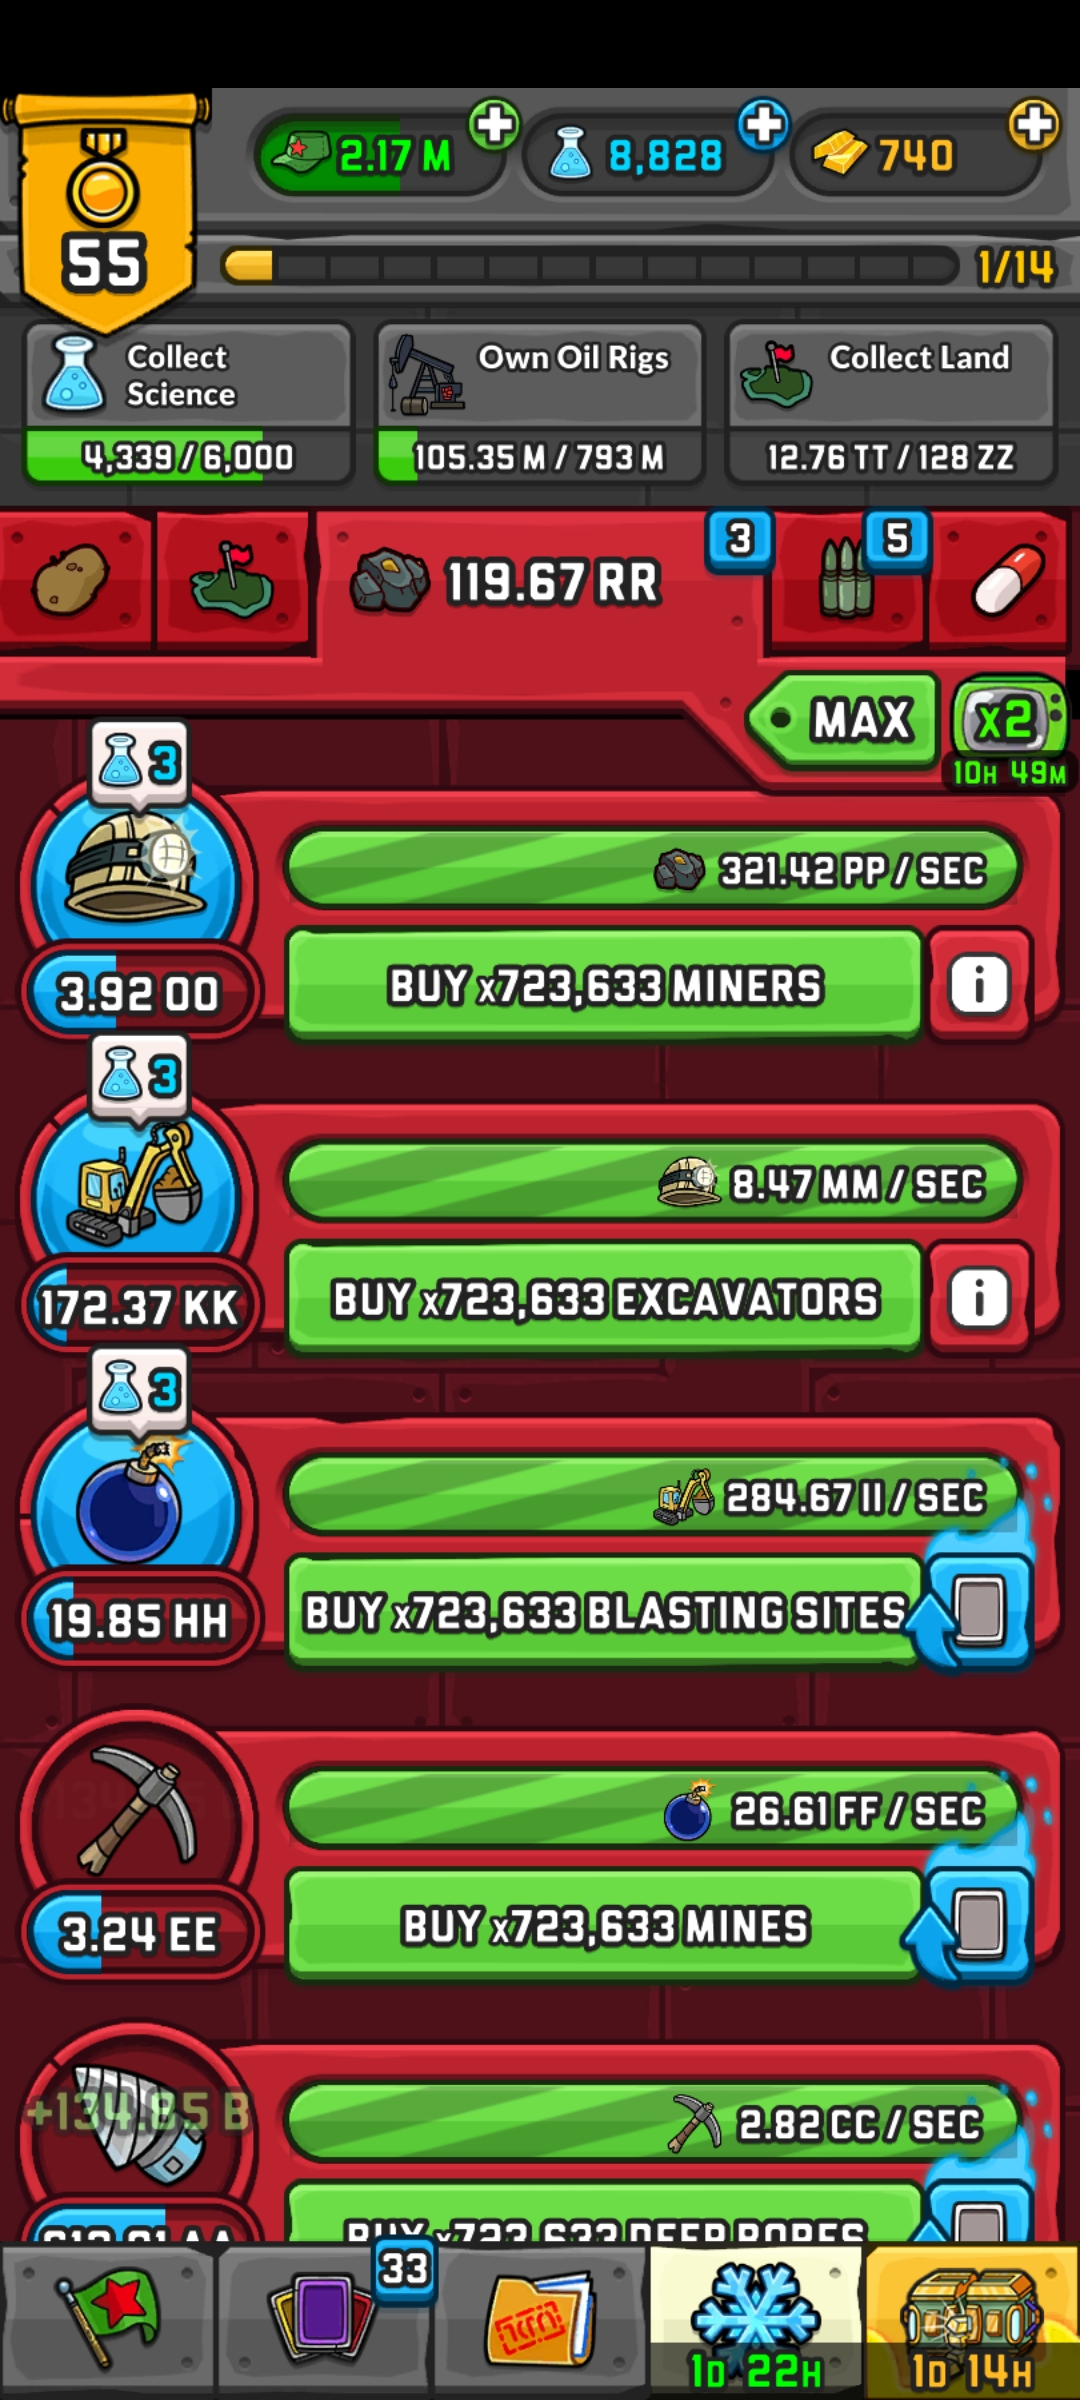 55
2.17 M
8,828
740
1/14
Collect
Science
4,339 / 6,000
Own Oil Rigs
105.35 M / 793 M
Collect Land
12.76 TT / 128 ZZ
119.67 RR
3
5
MAX
x2
10H 49M
3
321.42 PP / SEC
3.92 OO
BUY x723,633 MINERS
i
3
8.47 MM / SEC
172.37 KK
BUY x723,633 EXCAVATORS
i
3
284.67 II / SEC
19.85 HH
BUY x723,633 BLASTING SITES
26.61 FF / SEC
3.24 EE
BUY x723,633 MINES
+134.85 B
2.82 CC / SEC
BUY x723,633 DEEP BORES
33
1D 22H
1D 14H